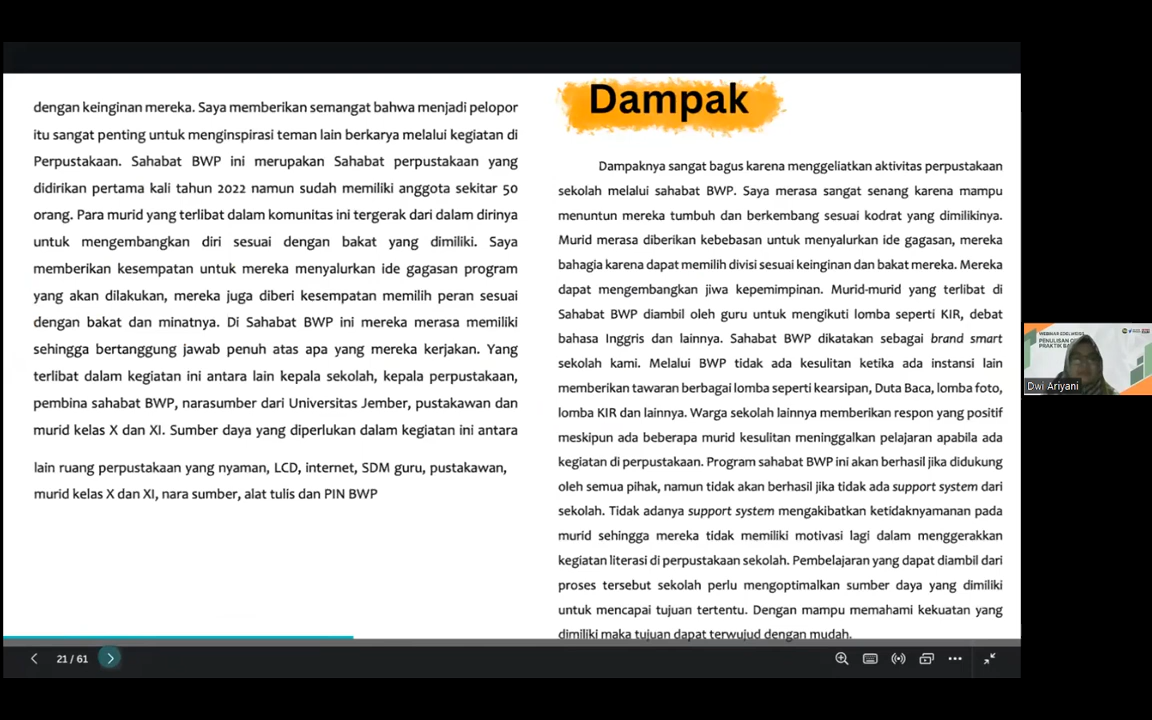 dengan keinginan mereka. Saya memberikan semangat bahwa menjadi pelopor
itu sangat penting untuk menginspirasi teman lain berkarya melalui kegiatan di
Perpustakaan. Sahabat BWP ini merupakan Sahabat perpustakaan yang
didirikan pertama kali tahun 2022 namun sudah memiliki anggota sekitar 50
orang. Para murid yang terlibat dalam komunitas ini tergerak dari dalam dirinya
untuk mengembangkan diri sesuai dengan bakat yang dimiliki. Saya
memberikan kesempatan untuk mereka menyalurkan ide gagasan program
yang akan dilakukan, mereka juga diberi kesempatan memilih peran sesuai
dengan bakat dan minatnya. Di Sahabat BWP ini mereka merasa memiliki
sehingga bertanggung jawab penuh atas apa yang mereka kerjakan. Yang
terlibat dalam kegiatan ini antara lain kepala sekolah, kepala perpustakaan,
pembina sahabat BWP, narasumber dari Universitas Jember, pustakawan dan
murid kelas X dan XI. Sumber daya yang diperlukan dalam kegiatan ini antara
lain ruang perpustakaan yang nyaman, LCD, internet, SDM guru, pustakawan,
murid kelas X dan XI, nara sumber, alat tulis dan PIN BWP
Dampak
Dampaknya sangat bagus karena menggeliatkan aktivitas perpustakaan
sekolah melalui sahabat BWP. Saya merasa sangat senang karena mampu
menuntun mereka tumbuh dan berkembang sesuai kodrat yang dimilikinya.
Murid merasa diberikan kebebasan untuk menyalurkan ide gagasan, mereka
bahagia karena dapat memilih divisi sesuai keinginan dan bakat mereka. Mereka
dapat mengembangkan jiwa kepemimpinan. Murid-murid yang terlibat di
Sahabat BWP diambil oleh guru untuk mengikuti lomba seperti KIR, debat
bahasa Inggris dan lainnya. Sahabat BWP dikatakan sebagai brand smart
sekolah kami. Melalui BWP tidak ada kesulitan ketika ada instansi lain
memberikan tawaran berbagai lomba seperti kearsipan, Duta Baca, lomba foto,
lomba KIR dan lainnya. Warga sekolah lainnya memberikan respon yang positif
meskipun ada beberapa murid kesulitan meninggalkan pelajaran apabila ada
kegiatan di perpustakaan. Program sahabat BWP ini akan berhasil jika didukung
oleh semua pihak, namun tidak akan berhasil jika tidak ada support system dari
sekolah. Tidak adanya support system mengakibatkan ketidaknyamanan pada
murid sehingga mereka tidak memiliki motivasi lagi dalam menggerakkan
kegiatan literasi di perpustakaan sekolah. Pembelajaran yang dapat diambil dari
proses tersebut sekolah perlu mengoptimalkan sumber daya yang dimiliki
untuk mencapai tujuan tertentu. Dengan mampu memahami kekuatan yang
dimiliki maka tujuan dapat terwujud dengan mudah.
21 / 61
WEBINAR EDELWEISS
PENULISAN
PRAKTIK
Dwi Ariyani